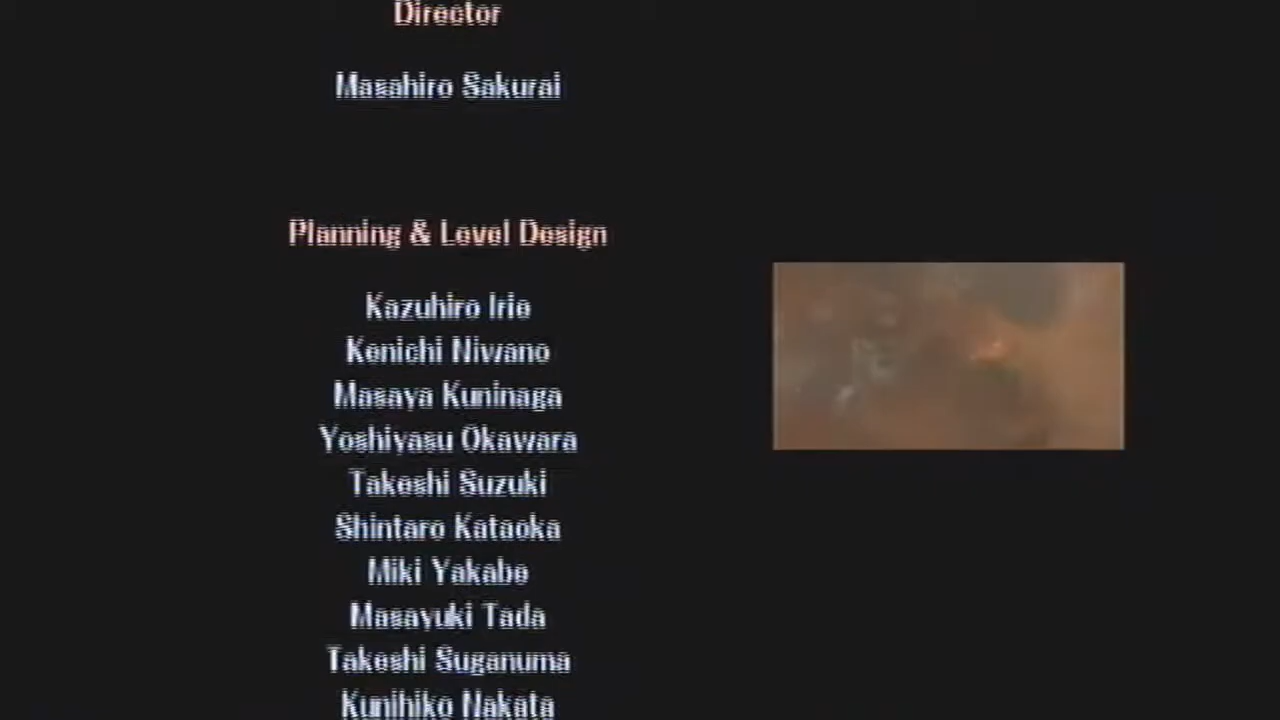 Director
Masahiro Sakurai
Planning & Level Design
Kazuhiro Irie
Kenichi Niwano
Masaya Kuninaga
Yoshiyasu Okawara
Takeshi Suzuki
Shintaro Kataoka
Miki Yakabe
Masayuki Tada
Takeshi Suganuma
Kunihiko Nakata